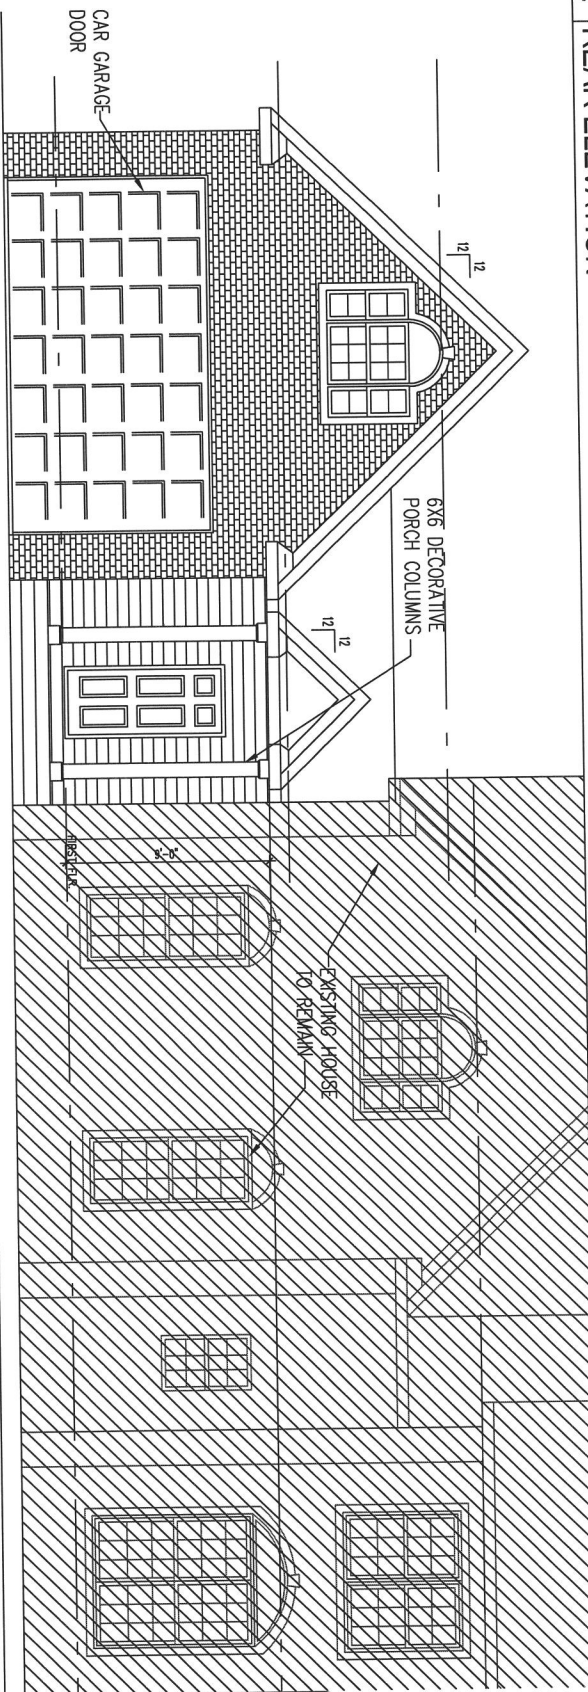 REAR ELEVATION
12
12
6X6 DECORATIVE
PORCH COLUMNS
12
12
CAR GARAGE
DOOR
EXISTING HOUSE
TO REMAIN
9'-0"
FIRST FLR.